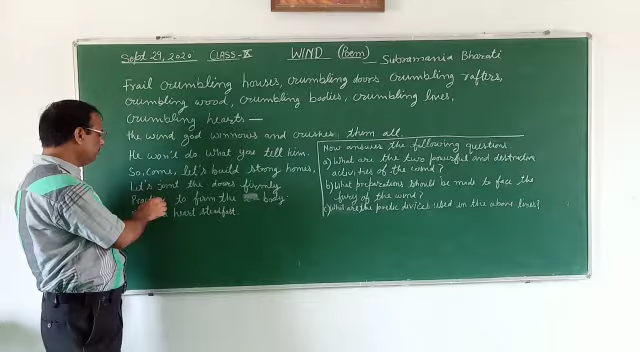 Sept 29, 2020 CLASS-IX WIND (Poem) - Subramania Bharati
Frail crumbling houses, crumbling doors crumbling rafters,
crumbling wood, crumbling bodies, crumbling lives,
crumbling hearts —
the wind god winnows and crushes them all.
He won't do what you tell him.
So, come, let's build strong homes,
Let's joint the doors firmly
to firm the body
heart steadfast.
Now answer the following questions
a) What are the two powerful and destructive
activities of the wind?
b) What preparations should be made to face the
fury of the wind?
c) What are the poetic devices used in the above lines?